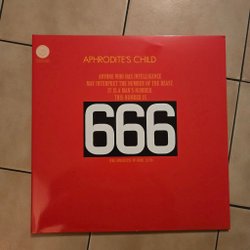 APHRODITE'S CHILD
ANYONE WHO HAS INTELLIGENCE
MAY INTERPRET THE NUMBER OF THE BEAST
IT IS A MAN'S NUMBER
THIS NUMBER IS...
666